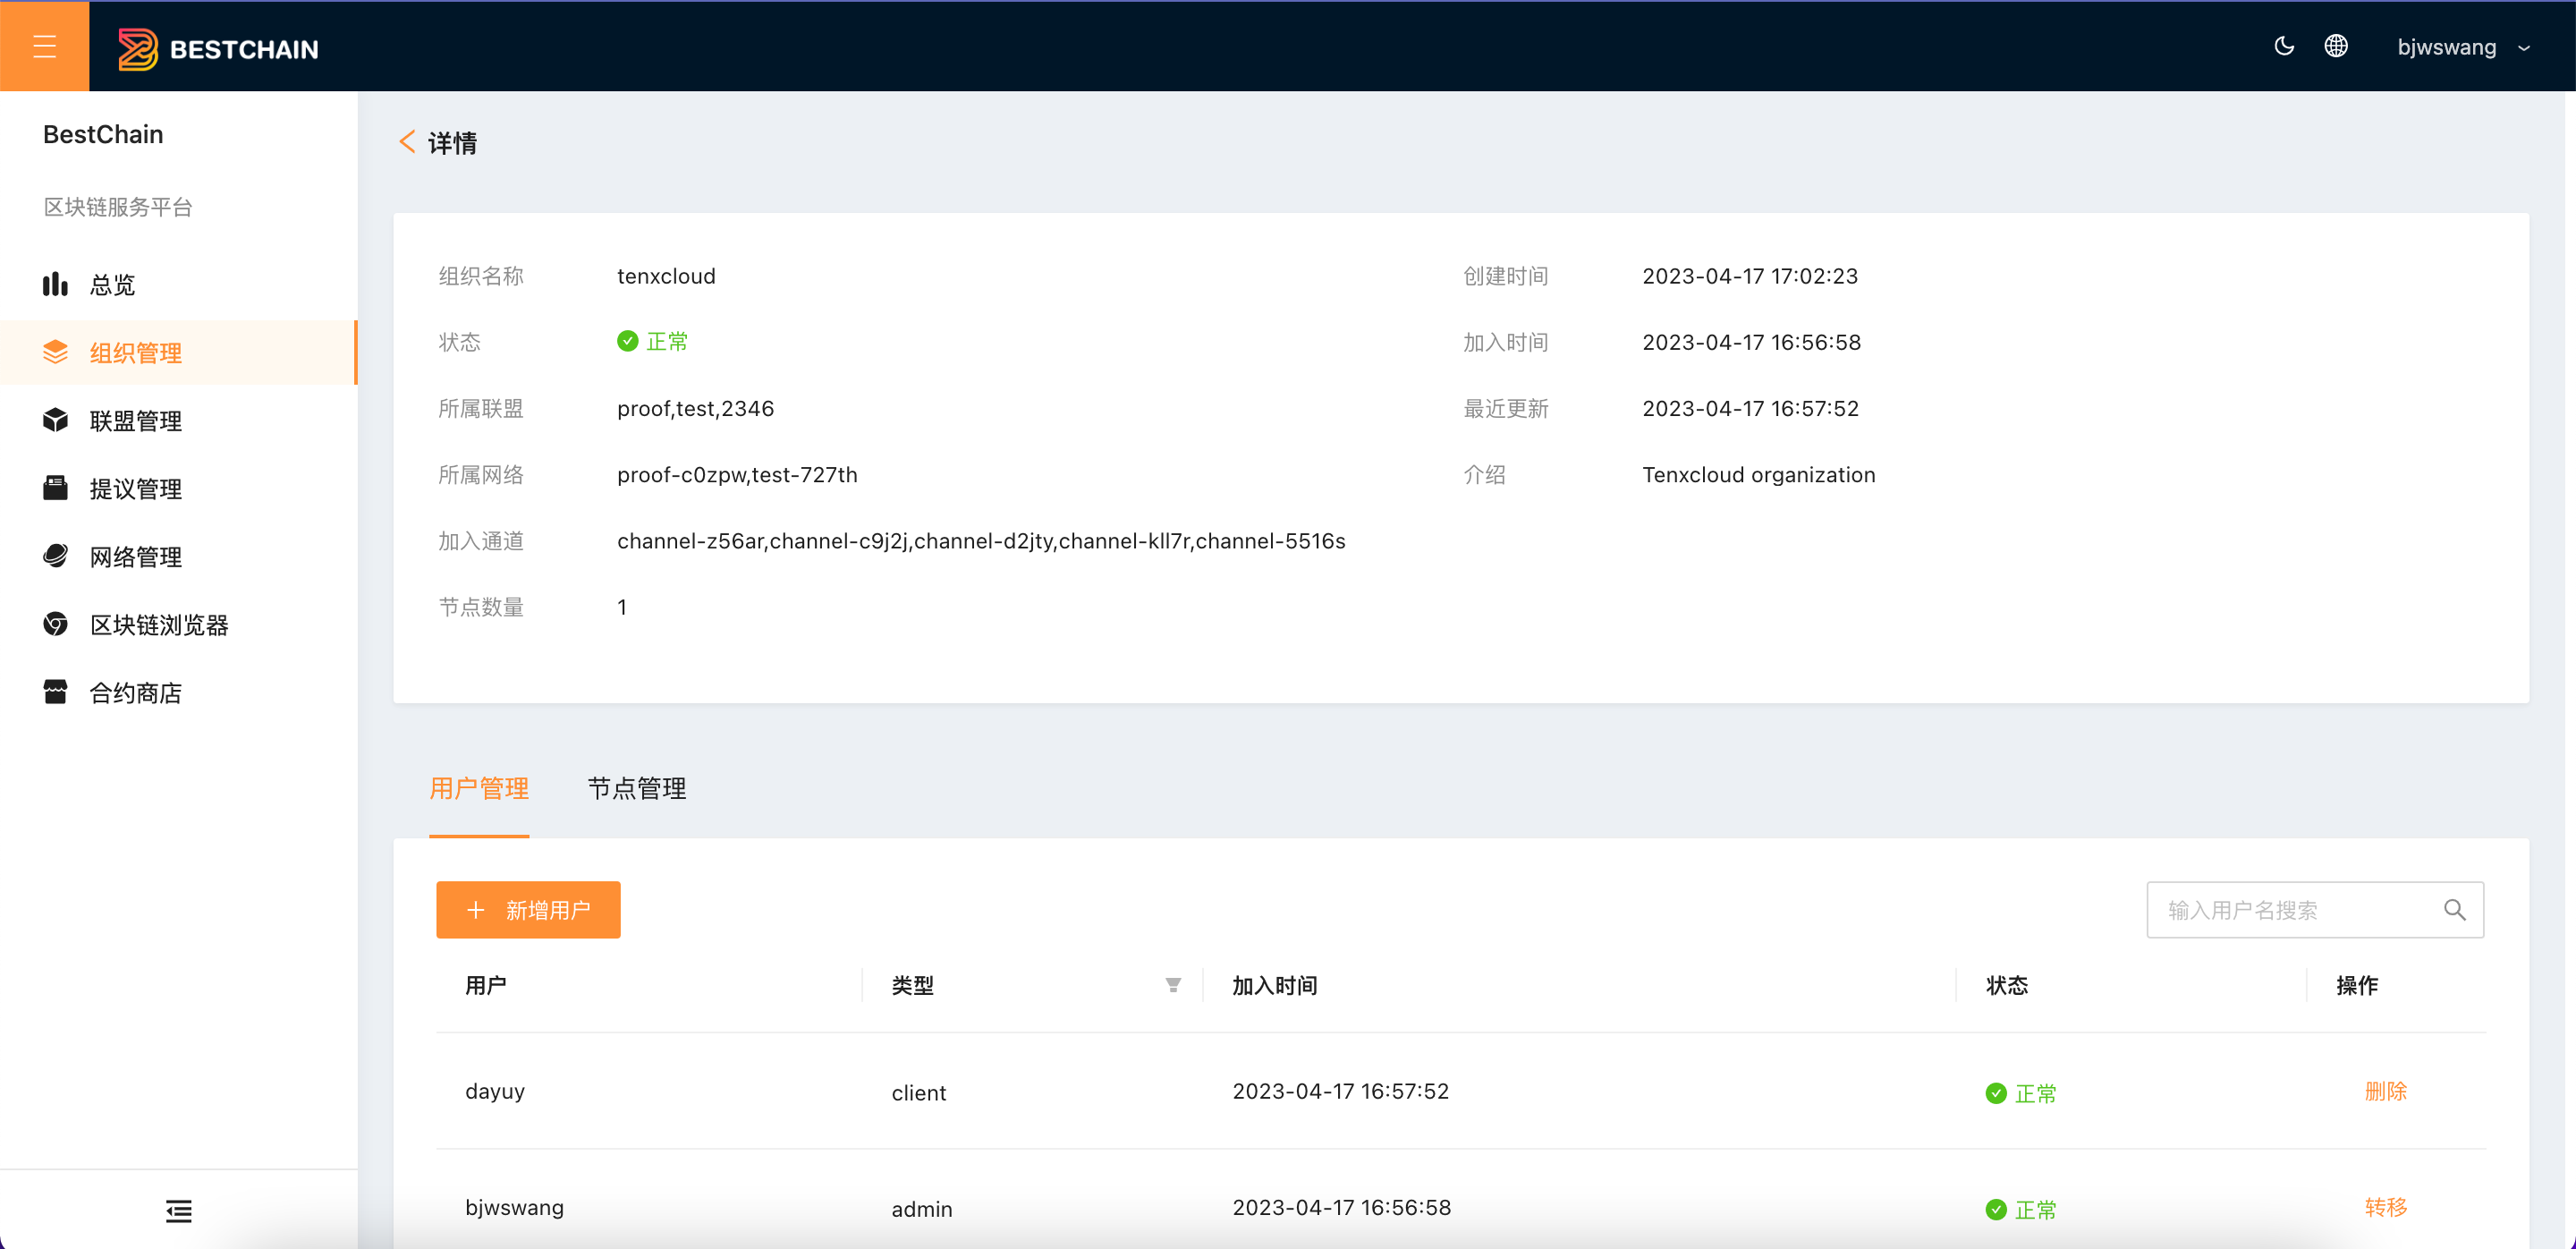 BESTCHAIN
bjwswang
BestChain
区块链服务平台
总览
组织管理
联盟管理
提议管理
网络管理
区块链浏览器
合约商店
详情
组织名称 tenxcloud
创建时间 2023-04-17 17:02:23
状态 正常
加入时间 2023-04-17 16:56:58
所属联盟 proof,test,2346
最近更新 2023-04-17 16:57:52
所属网络 proof-c0zpw,test-727th
介绍 Tenxcloud organization
加入通道 channel-z56ar,channel-c9j2j,channel-d2jty,channel-kll7r,channel-5516s
节点数量 1
用户管理 节点管理
+ 新增用户
输入用户名搜索
用户 类型 加入时间 状态 操作
dayuy client 2023-04-17 16:57:52 正常 删除
bjwswang admin 2023-04-17 16:56:58 正常 转移